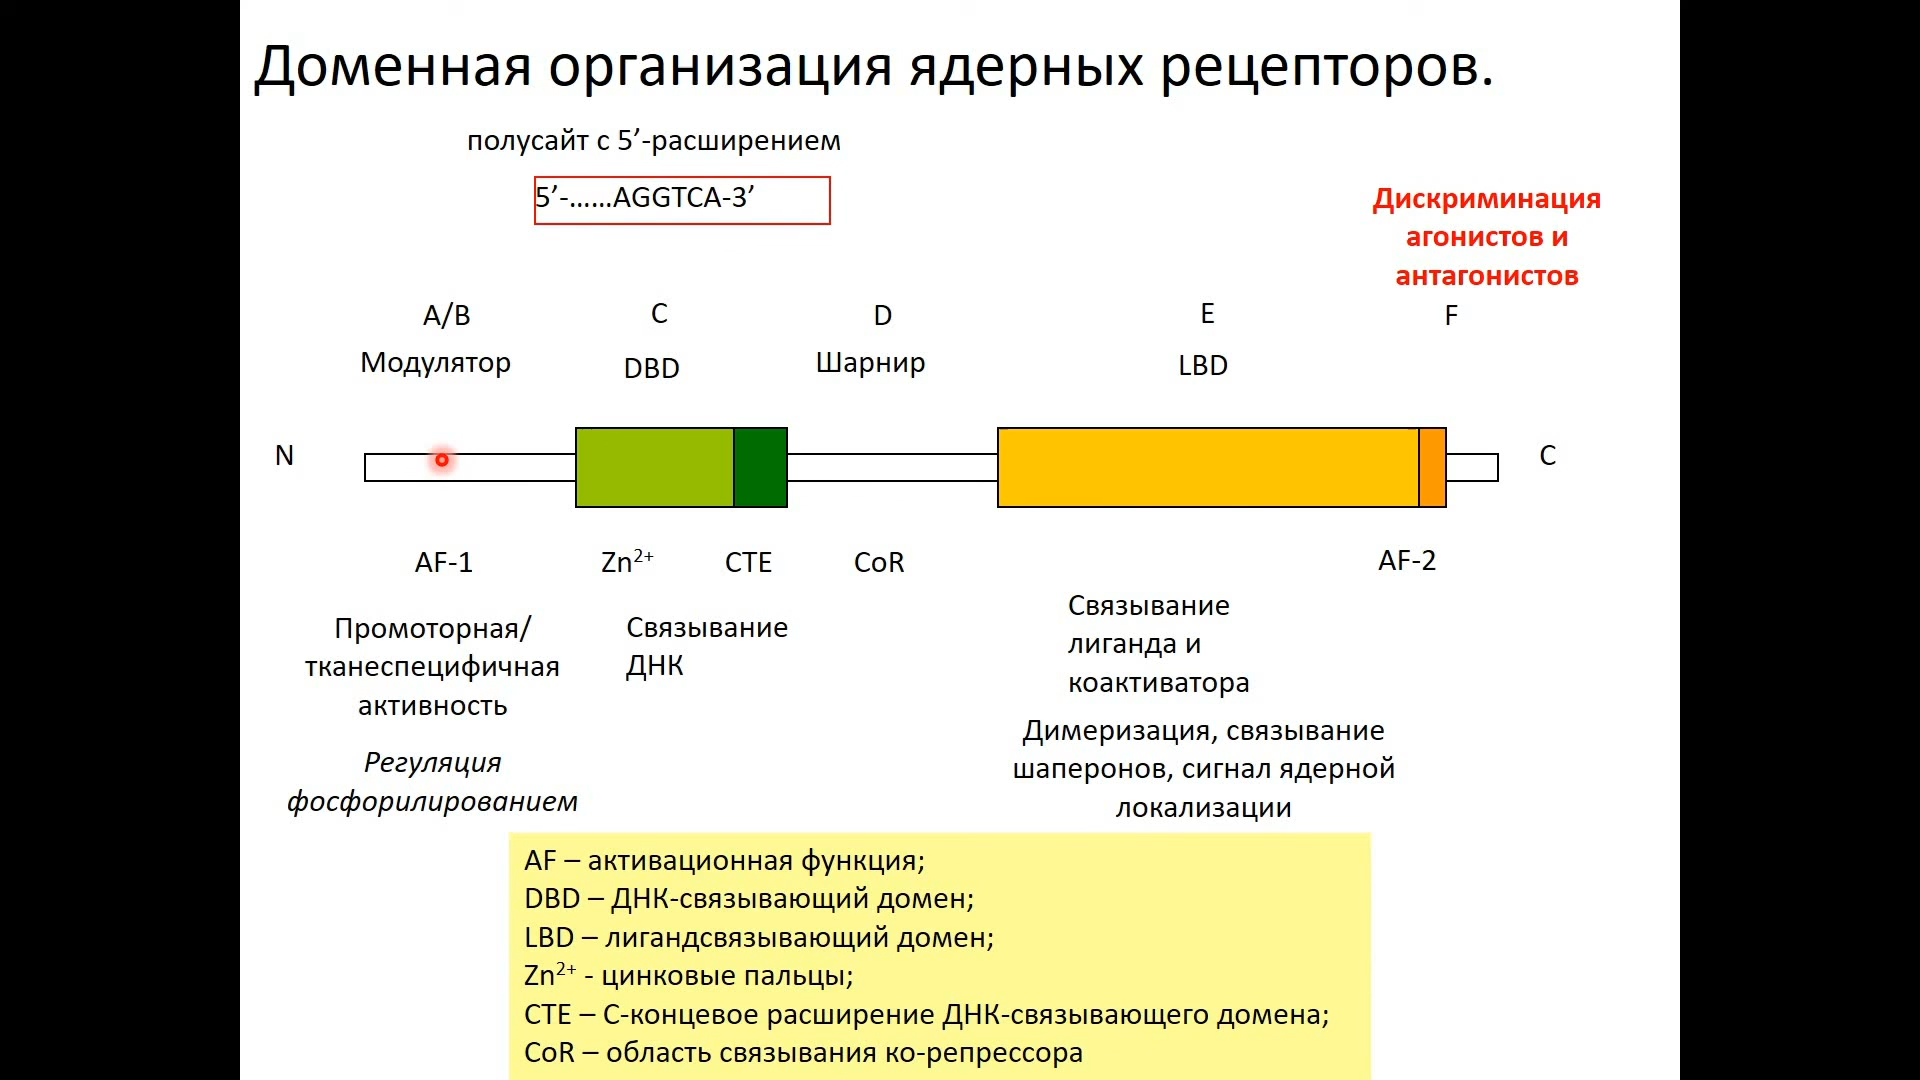 Доменная организация ядерных рецепторов.
полусайт с 5’-расширением
5’-……AGGTCA-3’
Дискриминация
агонистов и
антагонистов
A/B
C
D
E
F
Модулятор
DBD
Шарнир
LBD
N
C
AF-1
Zn²⁺
CTE
CoR
AF-2
Промоторная/
тканеспецифичная
активность
Регуляция
фосфорилированием
Связывание
ДНК
Связывание
лиганда и
коактиватора
Димеризация, связывание
шаперонов, сигнал ядерной
локализации
AF – активационная функция;
DBD – ДНК-связывающий домен;
LBD – лигандсвязывающий домен;
Zn²⁺ - цинковые пальцы;
CTE – С-концевое расширение ДНК-связывающего домена;
CoR – область связывания ко-репрессора